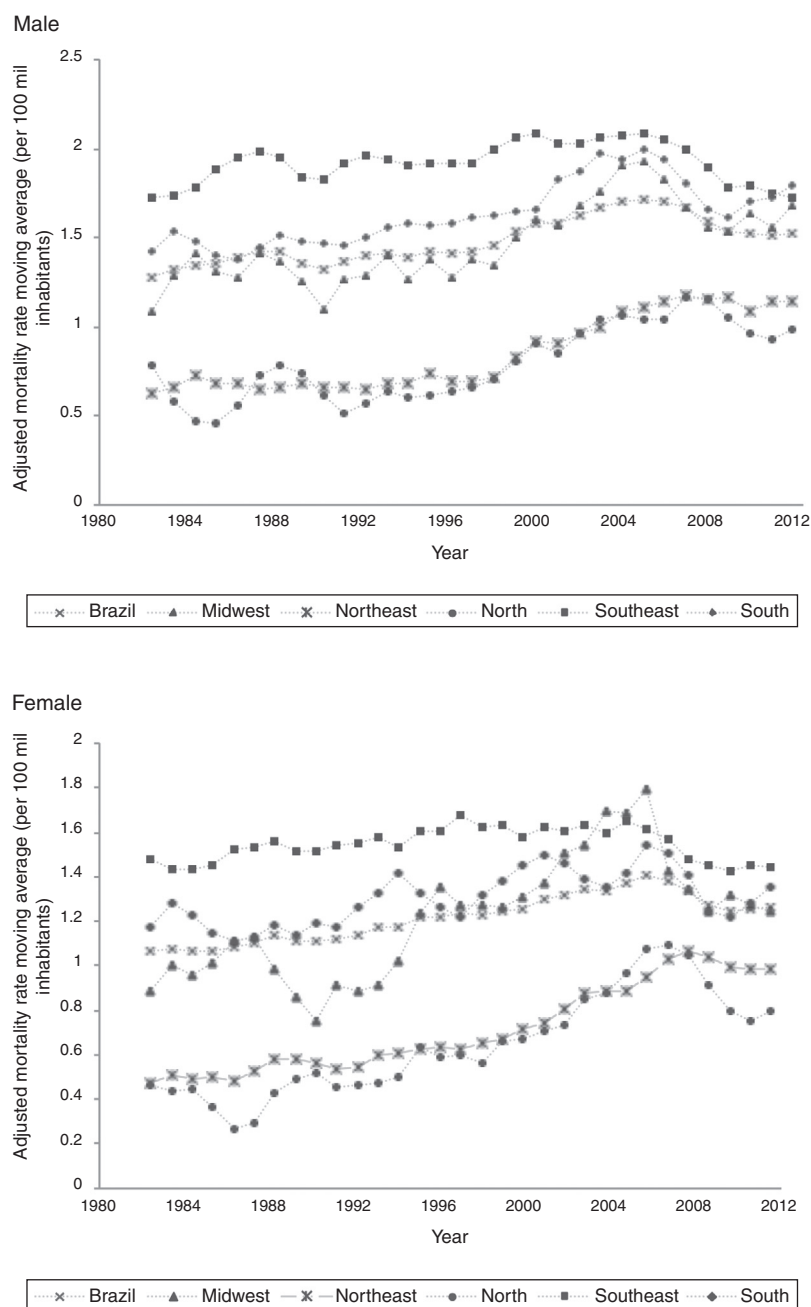 Male
Adjusted mortality rate moving average (per 100 mil
inhabitants)
2.5
2
1.5
1
0.5
0
1980 1984 1988 1992 1996 2000 2004 2008 2012
Year
Brazil Midwest Northeast North Southeast South
Female
Adjusted mortality rate moving average (per 100 mil
inhabitants)
2
1.8
1.6
1.4
1.2
1
0.8
0.6
0.4
0.2
0
1980 1984 1988 1992 1996 2000 2004 2008 2012
Year
Brazil Midwest Northeast North Southeast South